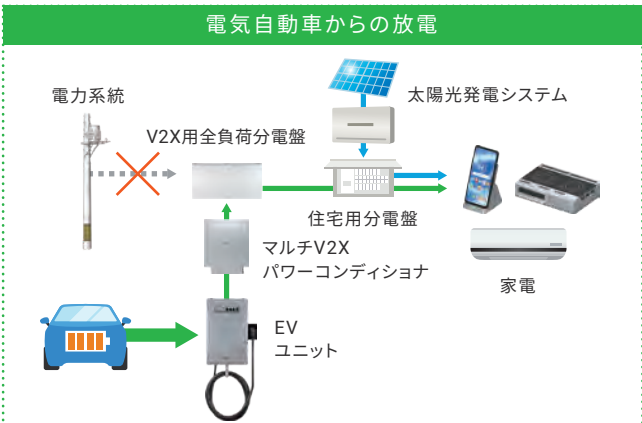 電気自動車からの放電
電力系統
太陽光発電システム
V2X用全負荷分電盤
住宅用分電盤
マルチV2X
パワーコンディショナ
家電
EV
ユニット